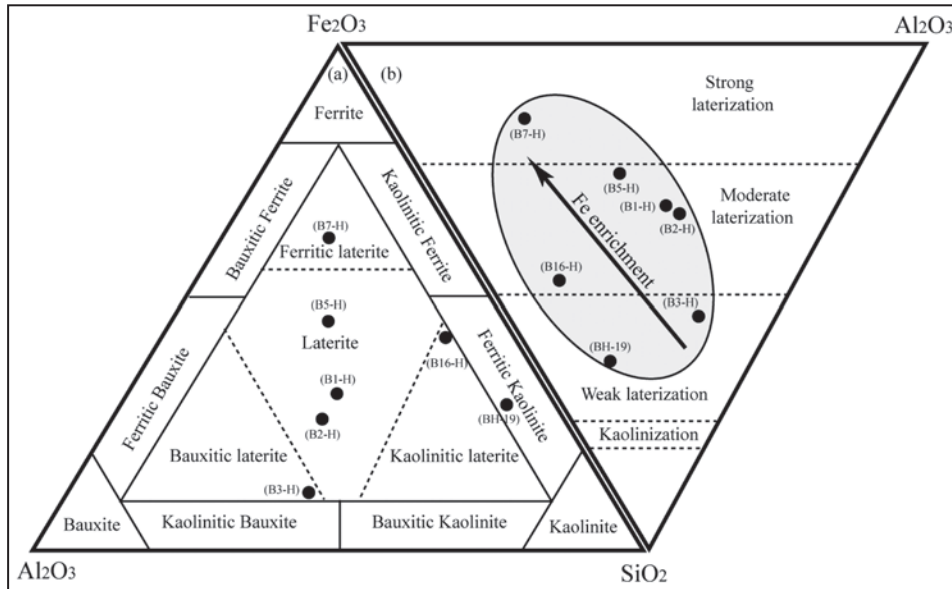 Fe2O3
Al2O3
(a)
(b)
Ferrite
Strong
laterization
(B7-H)
Bauxitic Ferrite
Kaolinitic Ferrite
(B5-H)
(B1-H)
(B2-H)
Moderate
laterization
Fe enrichment
(B7-H)
Ferritic laterite
(B16-H)
(B3-H)
(B5-H)
Laterite
(B16-H)
(BH-19)
Ferritic Bauxite
Ferritic Kaolinite
(B1-H)
(B2-H)
(BH-19)
Weak laterization
Kaolinization
Bauxitic laterite
Kaolinitic laterite
(B3-H)
Bauxite
Kaolinitic Bauxite
Bauxitic Kaolinite
Kaolinite
Al2O3
SiO2